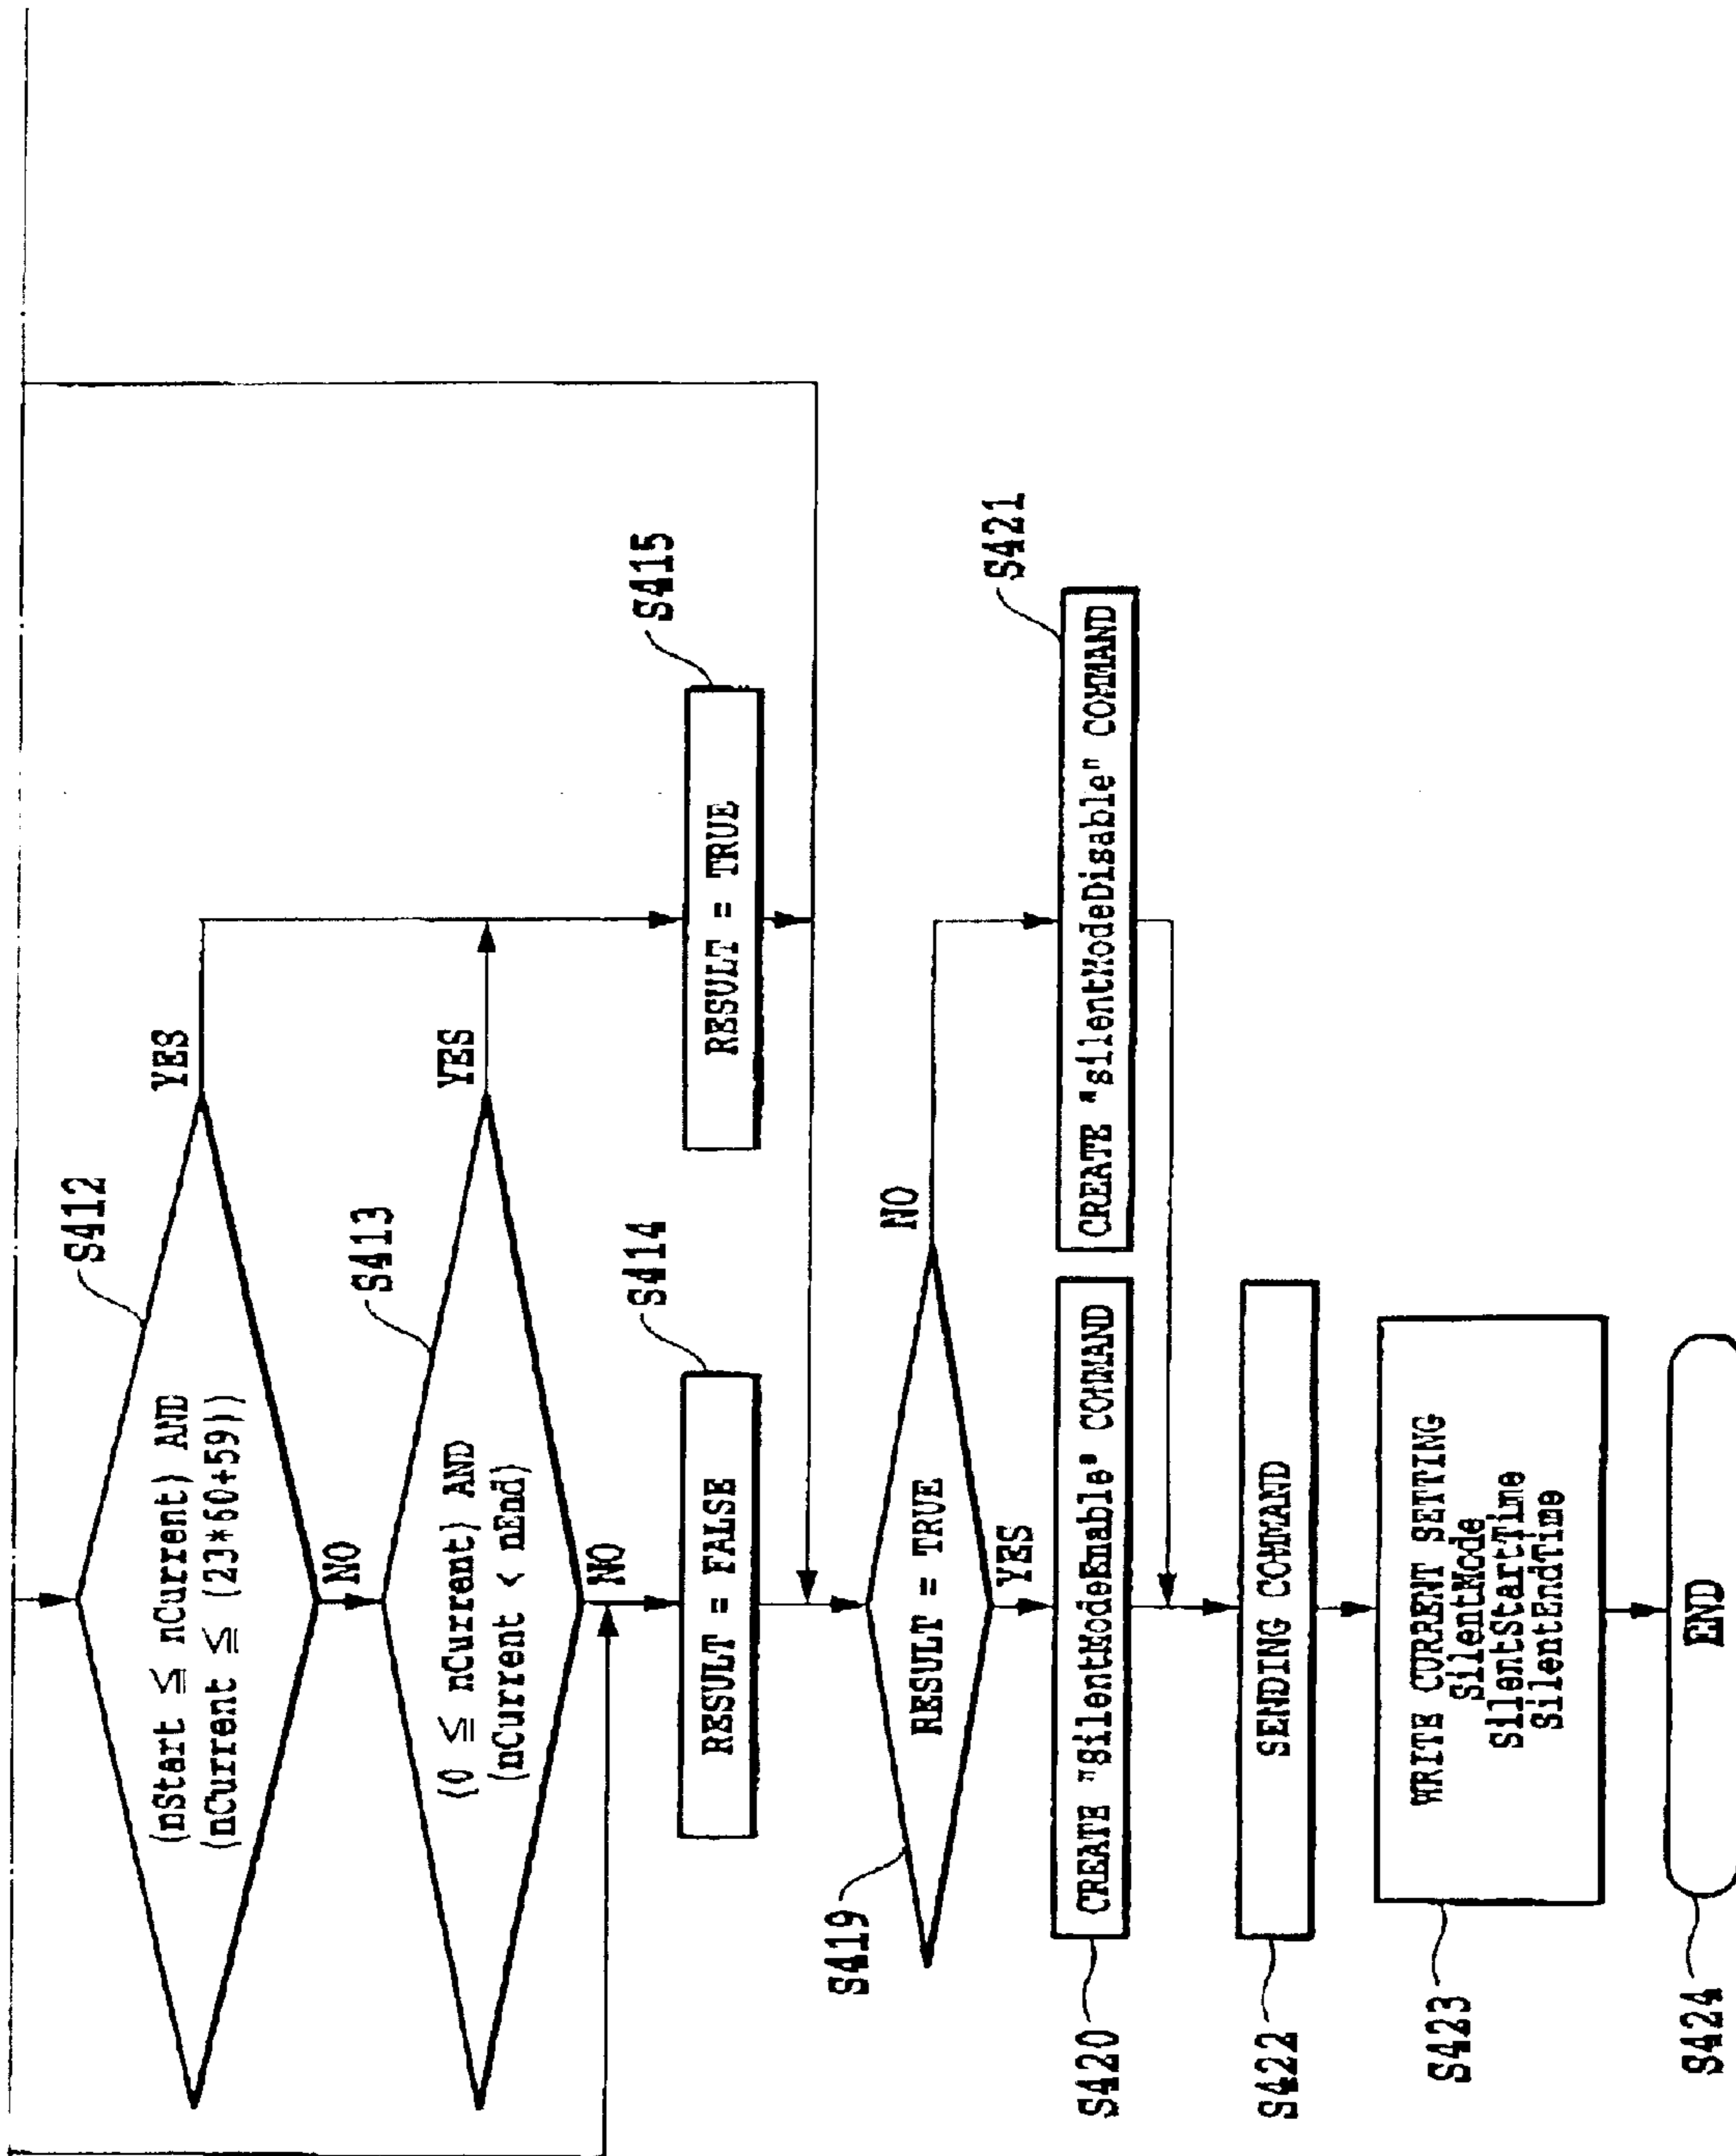 S412
(nStart ≦ nCurrent) AND
(nCurrent ≦ (23*60+59))
YES
NO
S413
(0 ≦ nCurrent) AND
(nCurrent < nEnd)
YES
NO
S414
RESULT = FALSE
S415
RESULT = TRUE
S419
RESULT = TRUE
NO
YES
S420
CREATE "silentModeEnable" COMMAND
S421
CREATE "silentModeDisable" COMMAND
S422
SENDING COMMAND
S423
WRITE CURRENT SETTING
SilentMode
SilentStartTime
SilentEndTime
S424
END